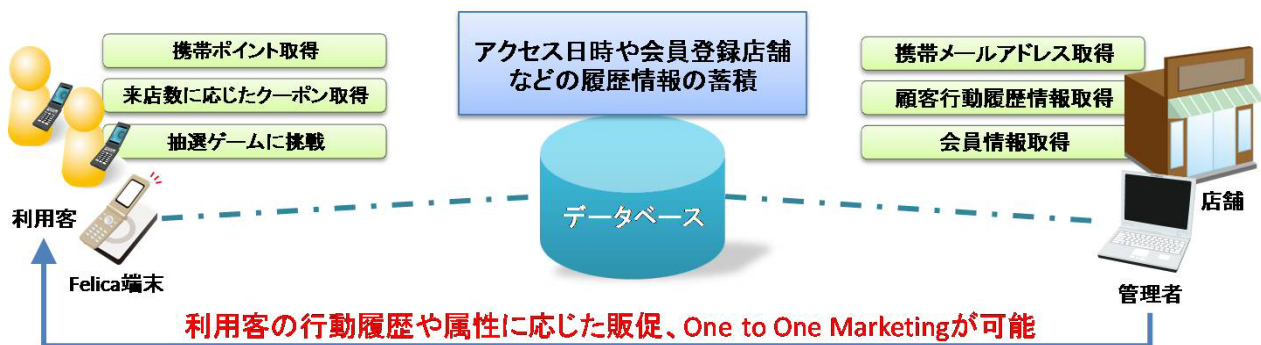 携帯ポイント取得
来店数に応じたクーポン取得
抽選ゲームに挑戦
利用客
Felica端末
アクセス日時や会員登録店舗
などの履歴情報の蓄積
データベース
携帯メールアドレス取得
顧客行動履歴情報取得
会員情報取得
店舗
管理者
利用客の行動履歴や属性に応じた販促、One to One Marketingが可能